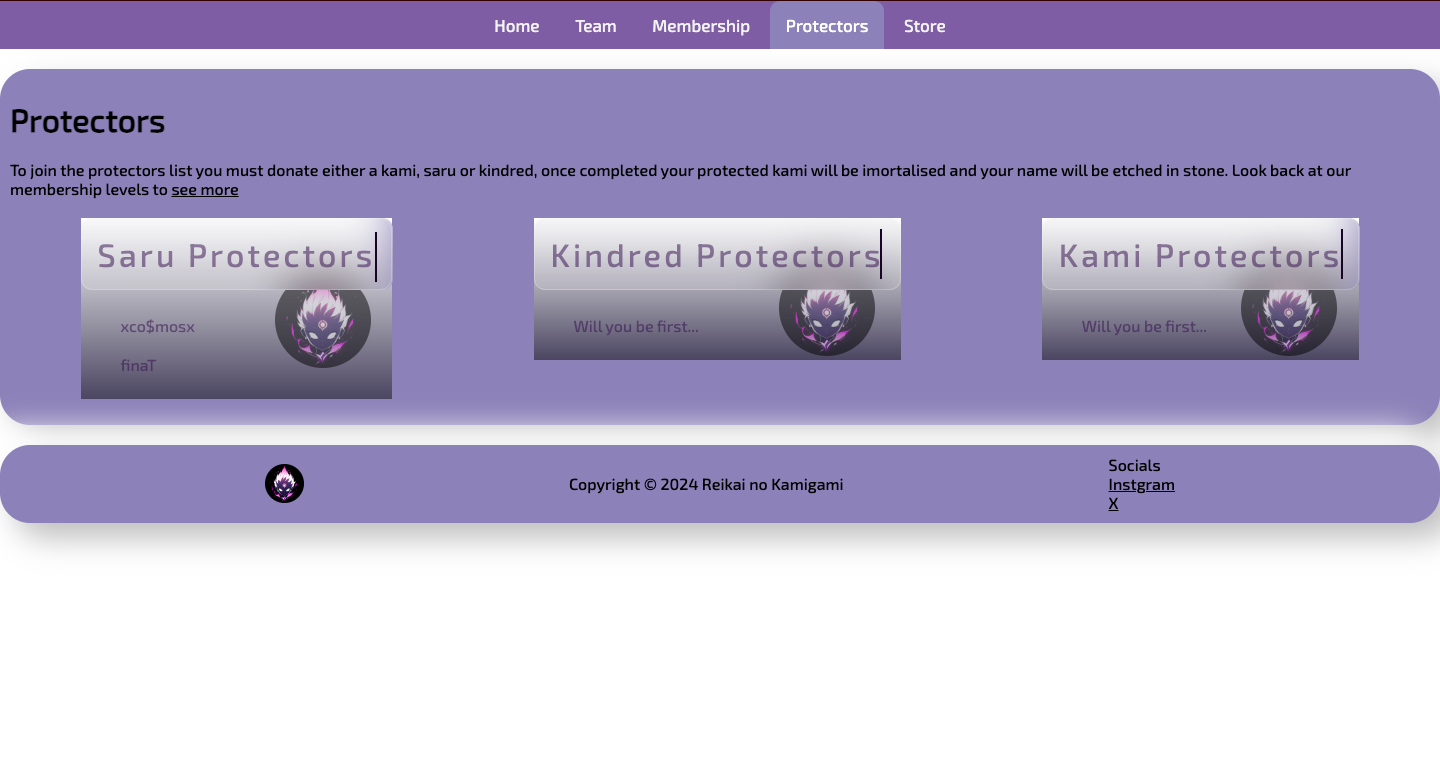 Home Team Membership Protectors Store
Protectors
To join the protectors list you must donate either a kami, saru or kindred, once completed your protected kami will be imortalised and your name will be etched in stone. Look back at our
membership levels to see more
Saru Protectors
xco$mosx
finaT
Kindred Protectors
Will you be first...
Kami Protectors
Will you be first...
Copyright © 2024 Reikai no Kamigami
Socials
Instgram
X